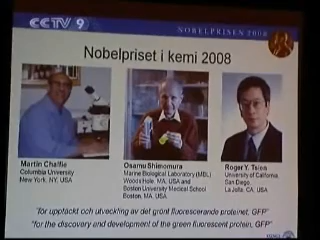 CCTV 9
NOBELPRISEN 2008
Nobelpriset i kemi 2008
Martin Chalfie
Columbia University
New York, NY, USA
Osamu Shimomura
Marine Biological Laboratory (MBL)
Woods Hole, MA, USA and
Boston University Medical School
Boston, MA, USA
Roger Y. Tsien
University of California,
San Diego,
La Jolla, CA, USA
"för upptäckt och utveckling av det grönt fluorescerande proteinet, GFP"
"for the discovery and development of the green fluorescent protein, GFP"